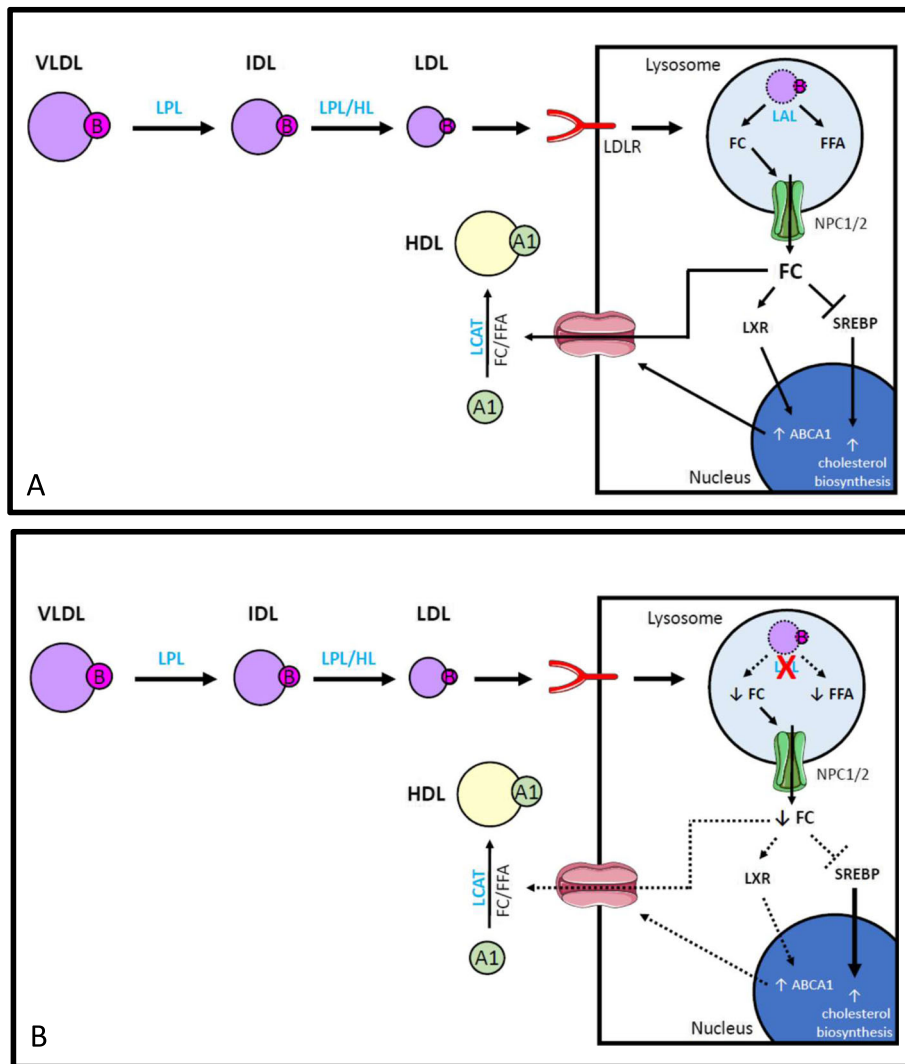 VLDL
IDL
LDL
B
LPL
B
LPL/HL
B
LDLR
Lysosome
B
LAL
FC
FFA
NPC1/2
FC
LXR
SREBP
HDL
A1
LCAT
FC/FFA
A1
↑ ABCA1
↑
cholesterol
biosynthesis
Nucleus
A
VLDL
IDL
LDL
B
LPL
B
LPL/HL
B
Lysosome
B
↓ FC
↓ FFA
NPC1/2
↓ FC
LXR
SREBP
HDL
A1
LCAT
FC/FFA
A1
↑ ABCA1
↑
cholesterol
biosynthesis
Nucleus
B